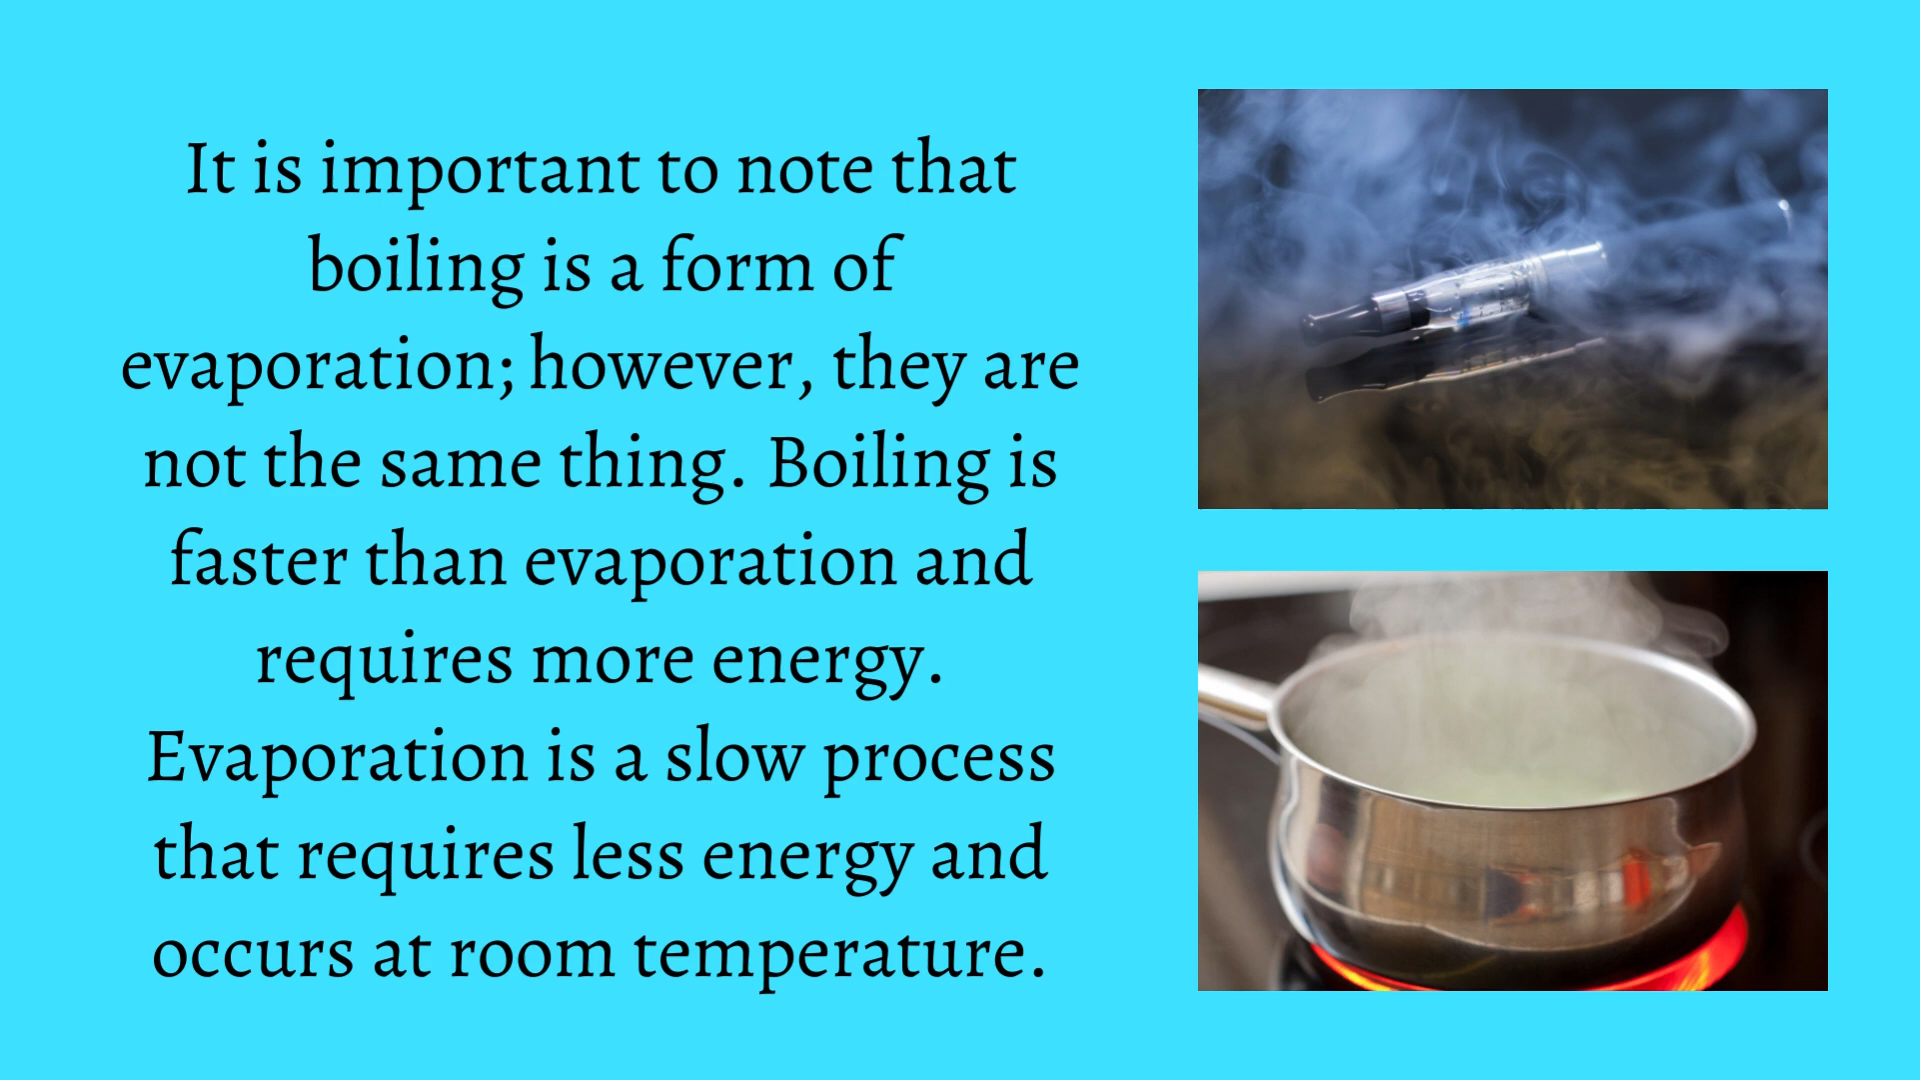 It is important to note that
boiling is a form of
evaporation; however, they are
not the same thing. Boiling is
faster than evaporation and
requires more energy.
Evaporation is a slow process
that requires less energy and
occurs at room temperature.